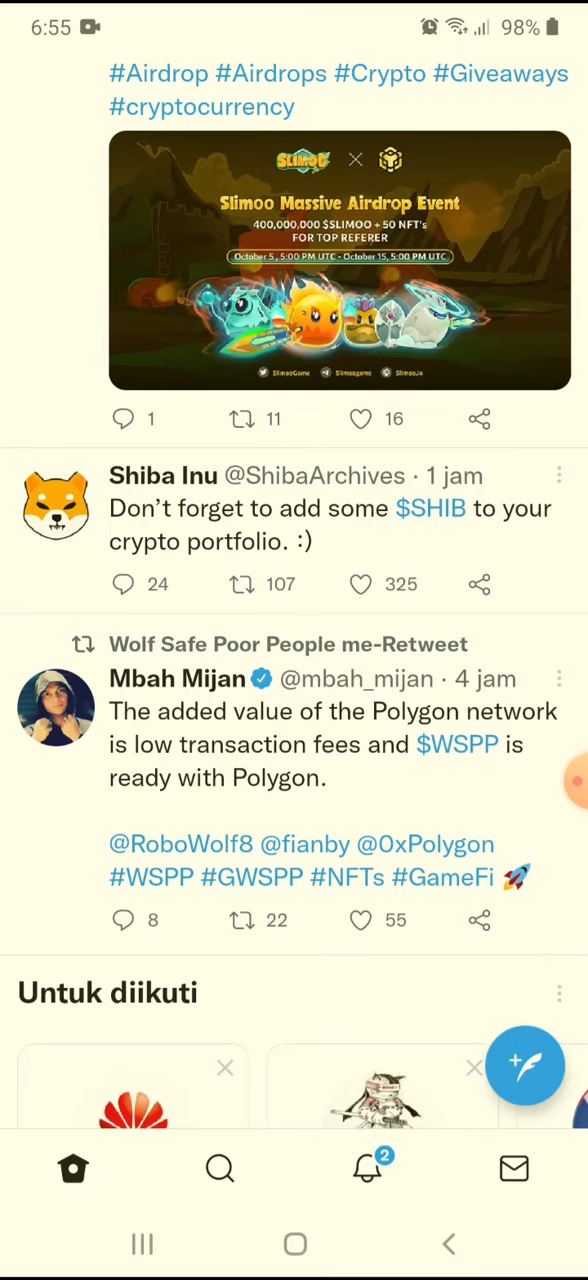 6:55
98%
#Airdrop #Airdrops #Crypto #Giveaways
#cryptocurrency
SLIMOO
Slimoo Massive Airdrop Event
400,000,000 $SLIMOO + 50 NFT's
FOR TOP REFERER
October 5, 5:00 PM UTC - October 15, 5:00 PM UTC
SlimooGame Slimoogame Slimoo.io
1 11 16
Shiba Inu @ShibaArchives · 1 jam
Don't forget to add some $SHIB to your
crypto portfolio. :)
24 107 325
Wolf Safe Poor People me-Retweet
Mbah Mijan @mbah_mijan · 4 jam
The added value of the Polygon network
is low transaction fees and $WSPP is
ready with Polygon.
@RoboWolf8 @fianby @0xPolygon
#WSPP #GWSPP #NFTs #GameFi 🚀
8 22 55
Untuk diikuti
2